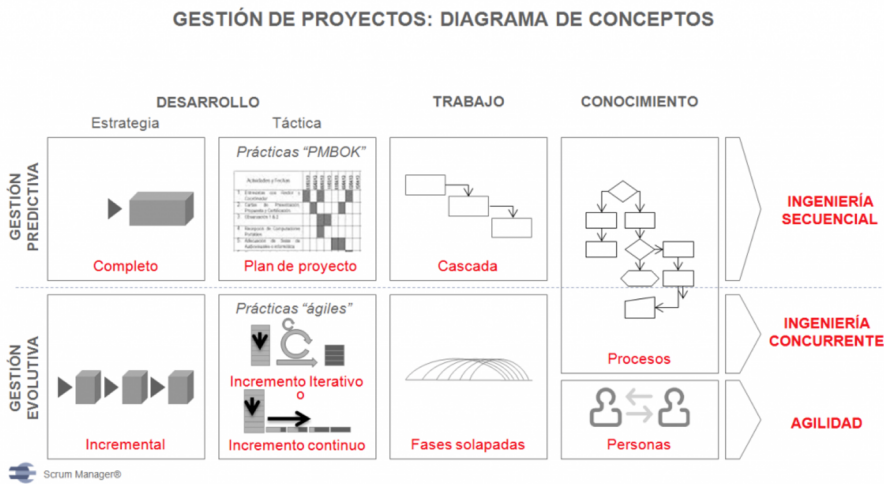 GESTIÓN DE PROYECTOS: DIAGRAMA DE CONCEPTOS
DESARROLLO
TRABAJO
CONOCIMIENTO
Estrategia
Táctica
GESTIÓN
PREDICTIVA
Completo
Prácticas “PMBOK”
Actividades y Fechas
Plan de proyecto
Cascada
INGENIERÍA
SECUENCIAL
GESTIÓN
EVOLUTIVA
Incremental
Prácticas “ágiles”
Incremento Iterativo
o
Incremento continuo
Fases solapadas
Procesos
INGENIERÍA
CONCURRENTE
Personas
AGILIDAD
Scrum Manager®